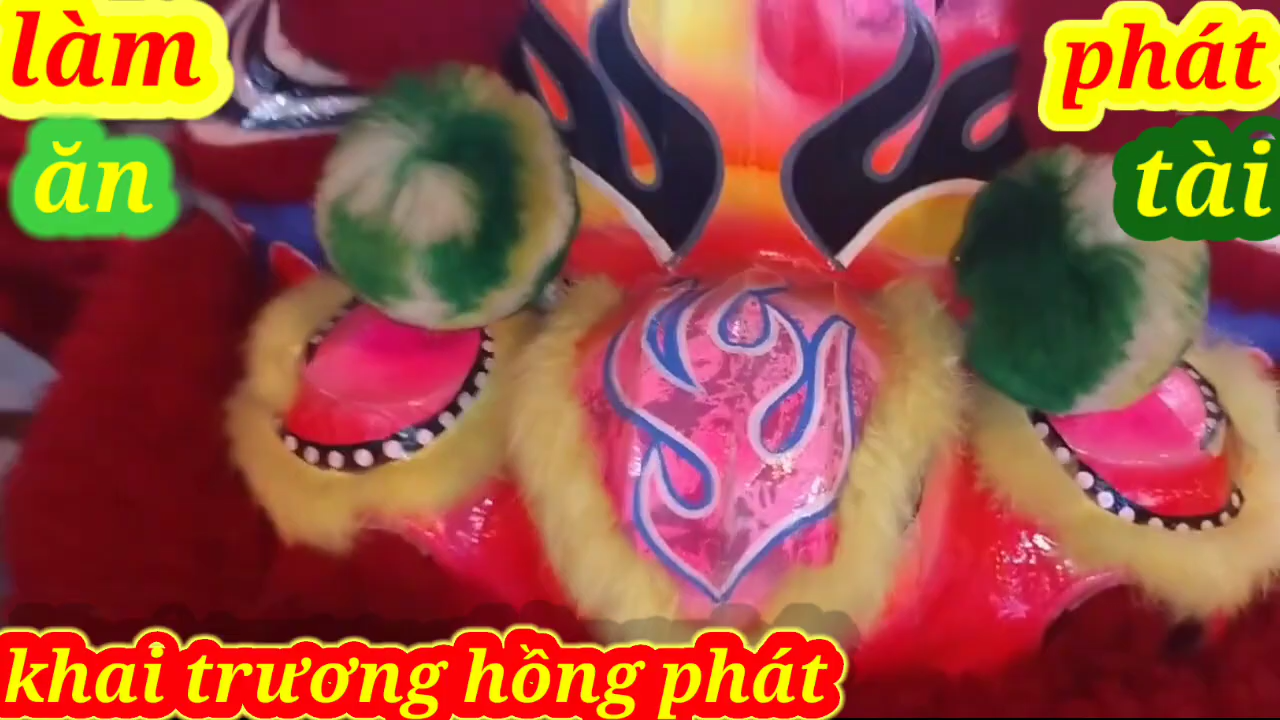 làm
ăn
phát
tài
khai trương hồng phát